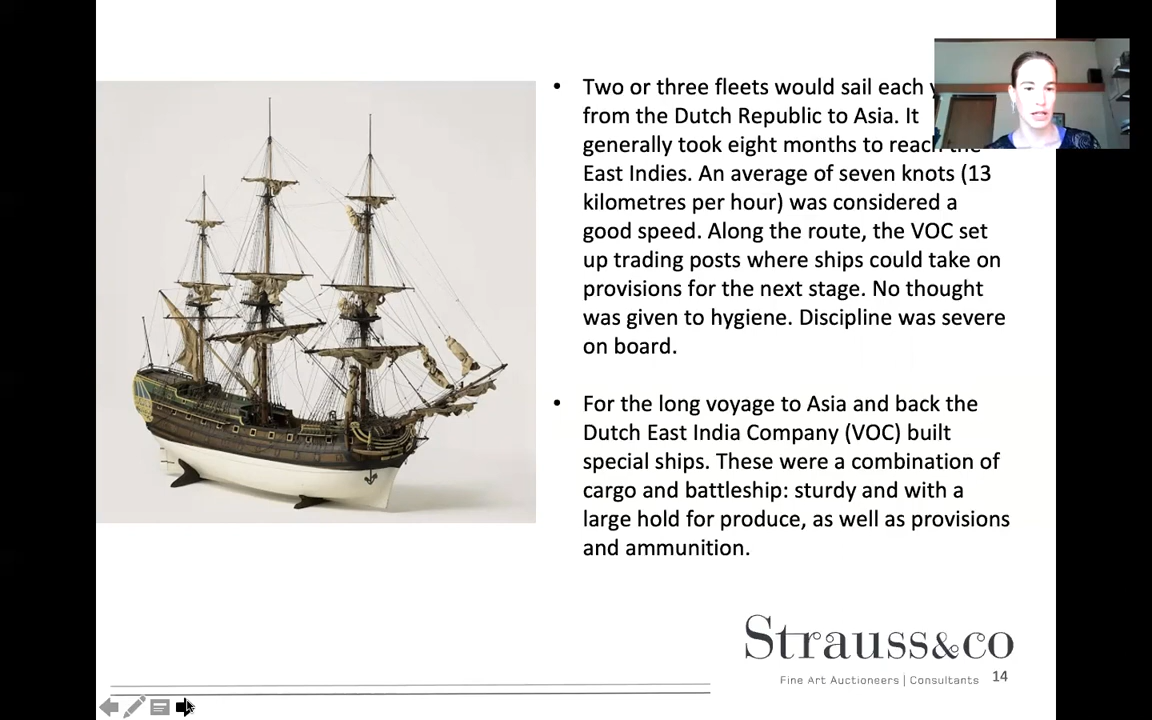 • Two or three fleets would sail each
from the Dutch Republic to Asia. It
generally took eight months to reach
East Indies. An average of seven knots (13
kilometres per hour) was considered a
good speed. Along the route, the VOC set
up trading posts where ships could take on
provisions for the next stage. No thought
was given to hygiene. Discipline was severe
on board.
• For the long voyage to Asia and back the
Dutch East India Company (VOC) built
special ships. These were a combination of
cargo and battleship: sturdy and with a
large hold for produce, as well as provisions
and ammunition.
Strauss&co
Fine Art Auctioneers | Consultants 14